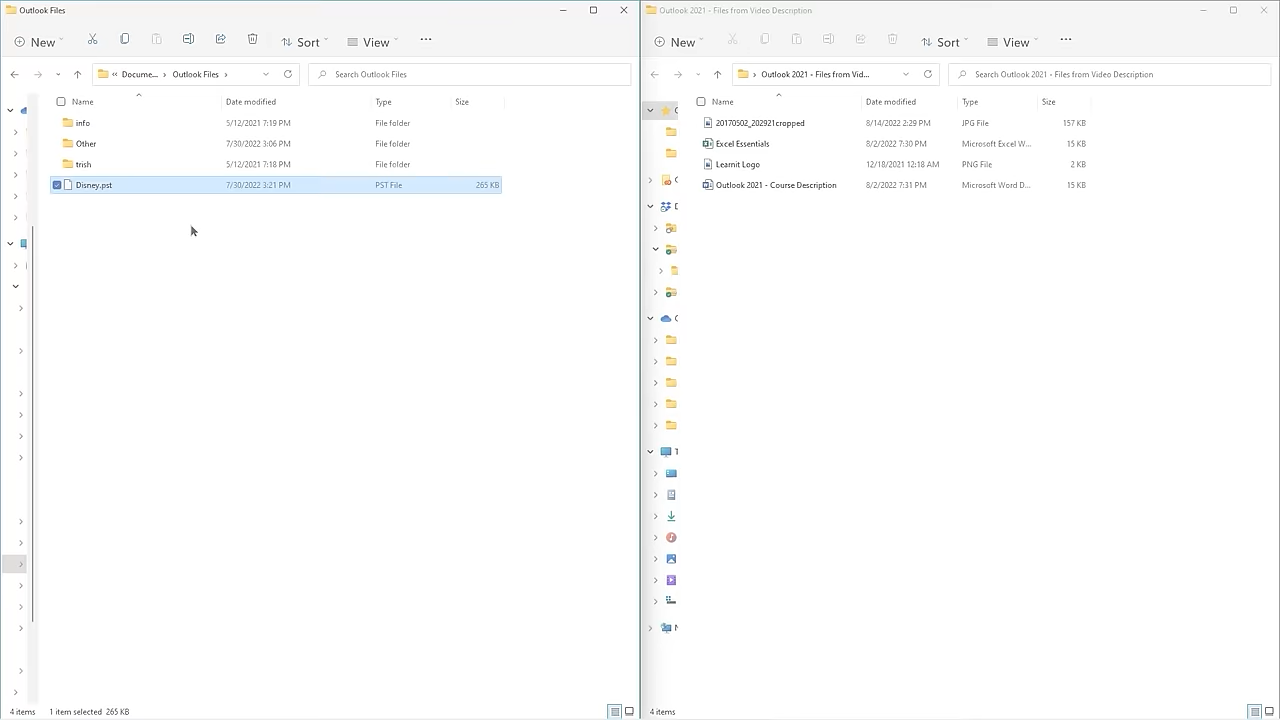 Outlook Files
New
Sort
View
Docume...
Outlook Files
Search Outlook Files
Name
Date modified
Type
Size
info
5/12/2021 7:19 PM
File folder
Other
7/30/2022 3:06 PM
File folder
trish
5/12/2021 7:18 PM
File folder
Disney.pst
7/30/2022 3:21 PM
PST File
265 KB
4 items
1 item selected 265 KB
Outlook 2021 - Files from Video Description
New
Sort
View
Outlook 2021 - Files from Vid...
Search Outlook 2021 - Files from Video Description
Name
Date modified
Type
Size
20170502_202921cropped
8/14/2022 2:29 PM
JPG File
157 KB
Excel Essentials
8/2/2022 7:30 PM
Microsoft Excel W...
15 KB
Learnit Logo
12/18/2021 12:18 AM
PNG File
2 KB
Outlook 2021 - Course Description
8/2/2022 7:31 PM
Microsoft Word D...
15 KB
4 items